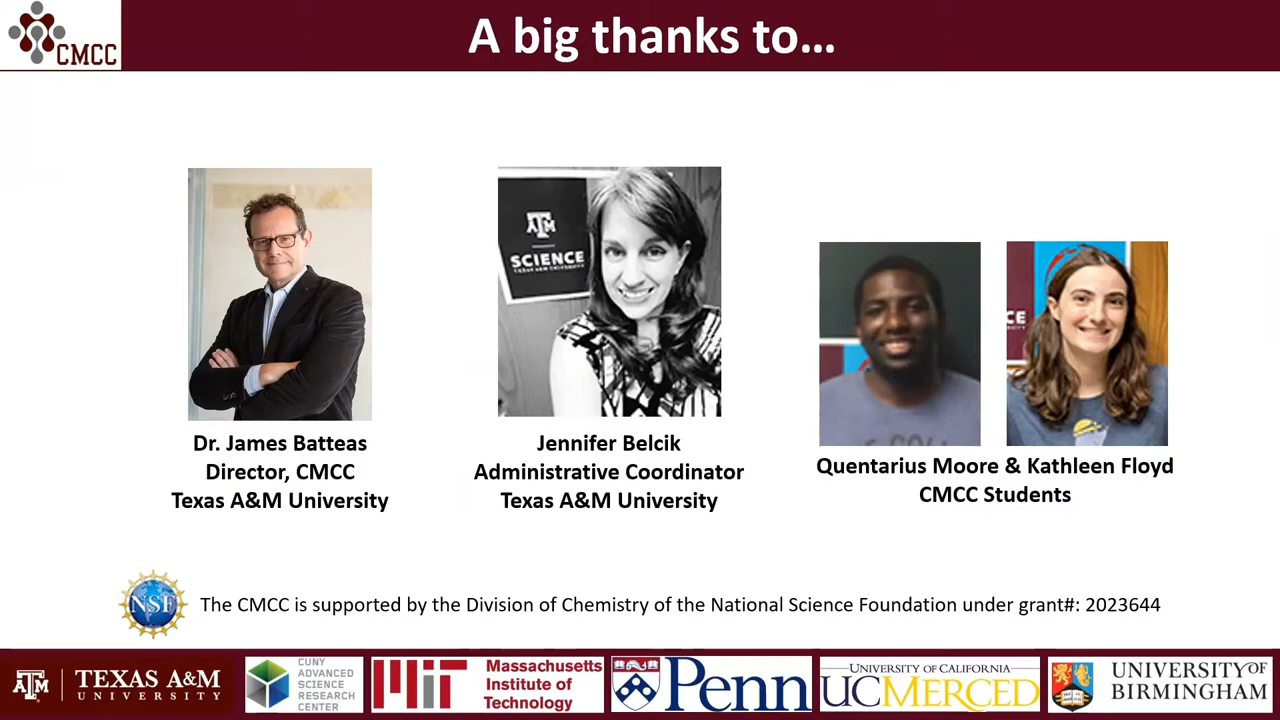 CMCC
A big thanks to...
ATM
SCIENCE
TEXAS A&M UNIVERSITY
CE
Dr. James Batteas
Director, CMCC
Texas A&M University
Jennifer Belcik
Administrative Coordinator
Texas A&M University
Quentarius Moore & Kathleen Floyd
CMCC Students
NSF
The CMCC is supported by the Division of Chemistry of the National Science Foundation under grant#: 2023644
ATM
TEXAS A&M
UNIVERSITY
CUNY
ADVANCED
SCIENCE
RESEARCH
CENTER
Massachusetts
Institute of
Technology
Penn
UNIVERSITY OF CALIFORNIA
UCMERCED
UNIVERSITY OF
BIRMINGHAM